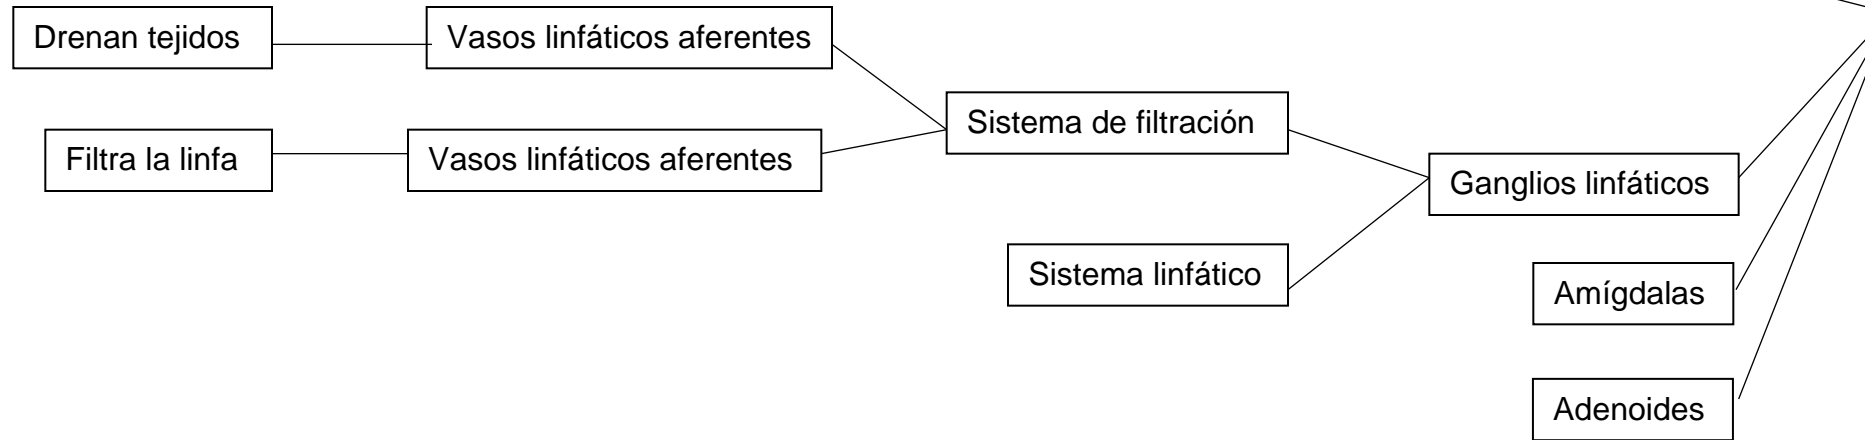 Drenan tejidos
Vasos linfáticos aferentes
Sistema de filtración
Filtra la linfa
Vasos linfáticos aferentes
Ganglios linfáticos
Sistema linfático
Amígdalas
Adenoides